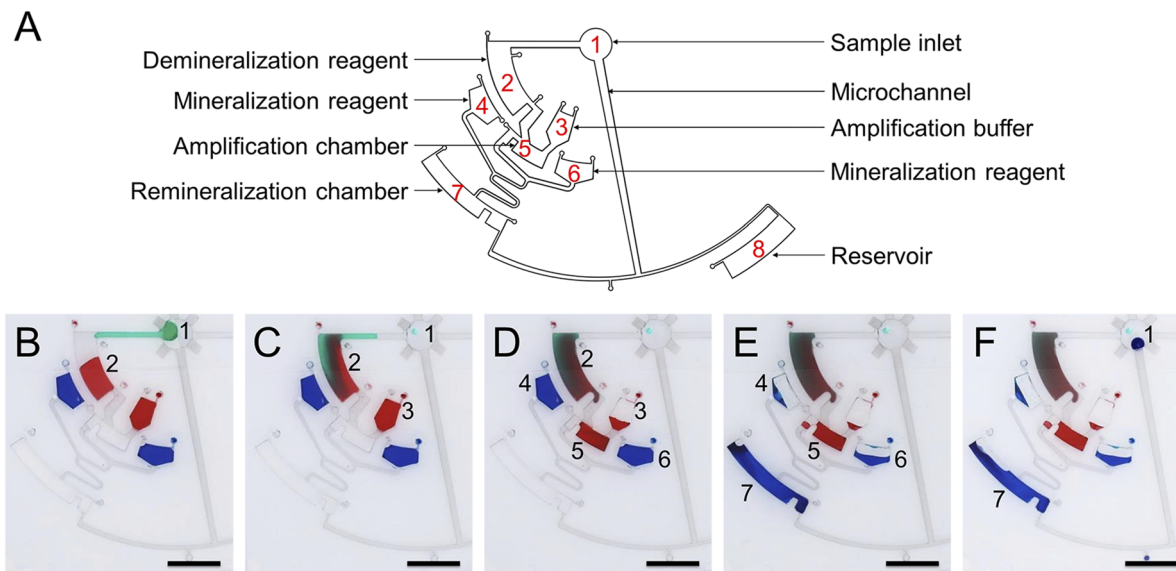 A
1
Sample inlet
Demineralization reagent
2
Microchannel
Mineralization reagent
4
3
Amplification buffer
Amplification chamber
5
6
Mineralization reagent
Remineralization chamber
7
8
Reservoir
B
1
2
C
1
2
3
6
D
2
4
3
5
6
E
4
5
6
7
F
1
7